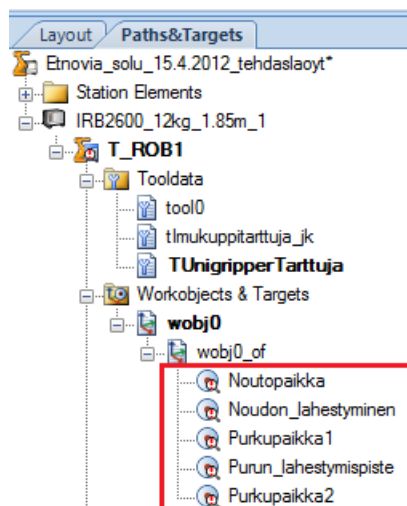 Layout Paths&Targets
Etnovia_solu_15.4.2012_tehdaslaoyt*
Station Elements
IRB2600_12kg_1.85m_1
T_ROB1
Tooldata
tool0
tImukuppitarttuja_jk
TUnigripperTarttuja
Workobjects & Targets
wobj0
wobj0_of
Noutopaikka
Noudon_lahestyminen
Purkupaikka1
Purun_lahestymispiste
Purkupaikka2